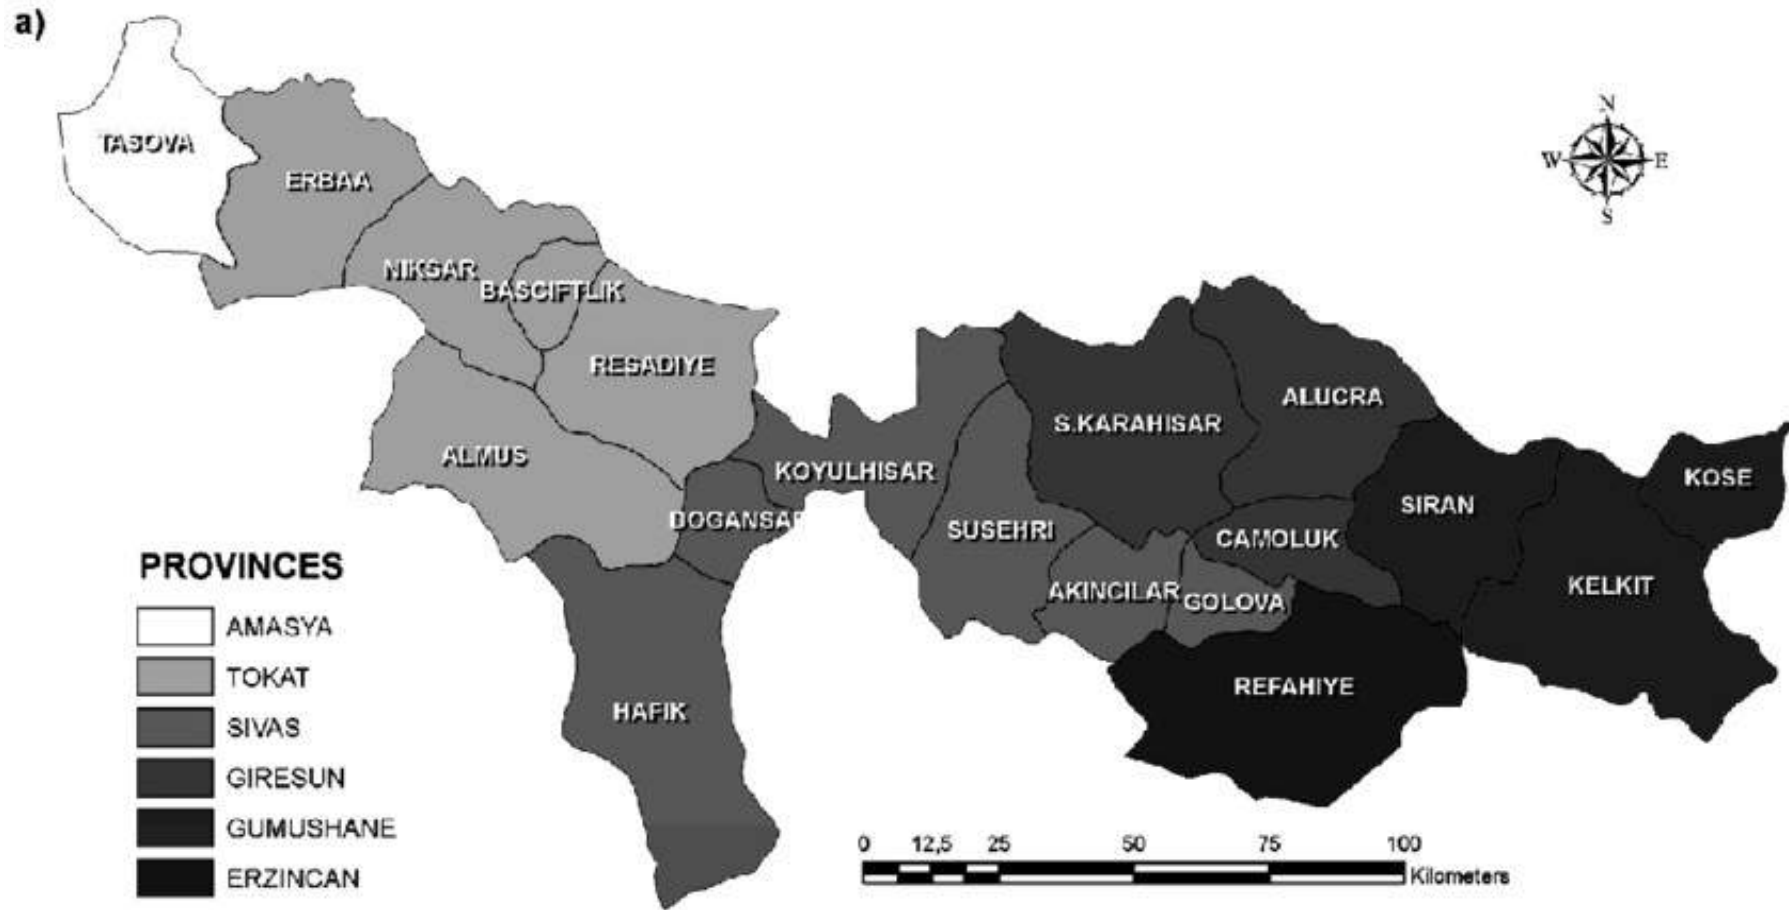 a)
N
W E
S
TASOVA
ERBAA
NIKSAR
BASCIFTLIK
RESADIYE
ALMUS
KOYULHISAR
DOGANSAR
HAFIK
SUSEHRI
S.KARAHISAR
ALUCRA
AKINCILAR
GOLOVA
CAMOLUK
SIRAN
KOSE
KELKIT
REFAHIYE
PROVINCES
AMASYA
TOKAT
SIVAS
GIRESUN
GUMUSHANE
ERZINCAN
0 12,5 25 50 75 100
Kilometers